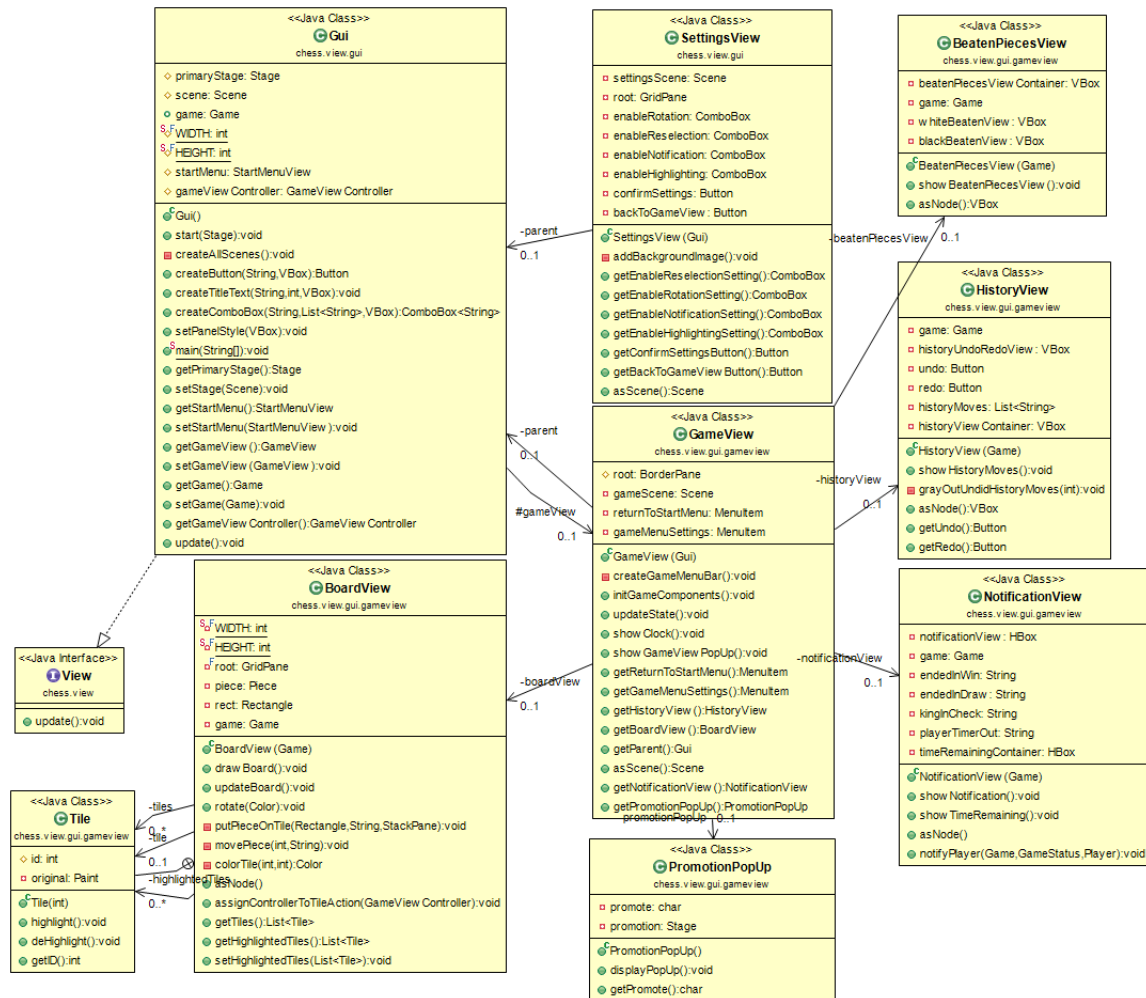 <<Java Class>>
Gui
chess.view.gui
primaryStage: Stage
scene: Scene
game: Game
WIDTH: int
HEIGHT: int
startMenu: StartMenuView
gameView Controller: GameView Controller
Gui()
start(Stage):void
createAllScenes():void
createButton(String,VBox):Button
createTitleText(String,int,VBox):void
createComboBox(String,List<String>,VBox):ComboBox<String>
setPanelStyle(VBox):void
main(String[]):void
getPrimaryStage():Stage
setStage(Scene):void
getStartMenu():StartMenuView
setStartMenu(StartMenuView ):void
getGameView ():GameView
setGameView (GameView ):void
getGame():Game
setGame(Game):void
getGameView Controller():GameView Controller
update():void
<<Java Class>>
SettingsView
chess.view.gui
settingsScene: Scene
root: GridPane
enableRotation: ComboBox
enableReselection: ComboBox
enableNotification: ComboBox
enableHighlighting: ComboBox
confirmSettings: Button
backToGameView : Button
SettingsView (Gui)
addBackgroundImage():void
getEnableReselectionSetting():ComboBox
getEnableRotationSetting():ComboBox
getEnableNotificationSetting():ComboBox
getEnableHighlightingSetting():ComboBox
getConfirmSettingsButton():Button
getBackToGameView Button():Button
asScene():Scene
<<Java Class>>
BeatenPiecesView
chess.view.gui.gameview
beatenPiecesView Container: VBox
game: Game
w hiteBeatenView : VBox
blackBeatenView : VBox
BeatenPiecesView (Game)
show BeatenPiecesView ():void
asNode():VBox
-parent
0..1
-beatenPiecesView
0..1
<<Java Class>>
HistoryView
chess.view.gui.gameview
game: Game
historyUndoRedoView : VBox
undo: Button
redo: Button
historyMoves: List<String>
historyView Container: VBox
HistoryView (Game)
show HistoryMoves():void
grayOutUndidHistoryMoves(int):void
asNode():VBox
getUndo():Button
getRedo():Button
<<Java Class>>
GameView
chess.view.gui.gameview
root: BorderPane
gameScene: Scene
returnToStartMenu: MenuItem
gameMenuSettings: MenuItem
GameView (Gui)
createGameMenuBar():void
initGameComponents():void
updateState():void
show Clock():void
show GameView PopUp():void
getReturnToStartMenu():MenuItem
getGameMenuSettings():MenuItem
getHistoryView ():HistoryView
getBoardView ():BoardView
getParent():Gui
asScene():Scene
getNotificationView ():NotificationView
getPromotionPopUp():PromotionPopUp
-parent
0..1
#gameView
0..1
-historyView
0..1
-notificationView
0..1
-boardView
0..1
promotionPopUp
0..1
<<Java Class>>
NotificationView
chess.view.gui.gameview
notificationView : HBox
game: Game
endedInWin: String
endedInDraw : String
kingInCheck: String
playerTimerOut: String
timeRemainingContainer: HBox
NotificationView (Game)
show Notification():void
show TimeRemaining():void
asNode()
notifyPlayer(Game,GameStatus,Player):void
<<Java Class>>
BoardView
chess.view.gui.gameview
WIDTH: int
HEIGHT: int
root: GridPane
piece: Piece
rect: Rectangle
game: Game
BoardView (Game)
draw Board():void
updateBoard():void
rotate(Color):void
putPieceOnTile(Rectangle,String,StackPane):void
movePiece(int,String):void
colorTile(int,int):Color
asNode()
assignControllerToTileAction(GameView Controller):void
getTiles():List<Tile>
getHighlightedTiles():List<Tile>
setHighlightedTiles(List<Tile>):void
<<Java Interface>>
View
chess.view
update():void
<<Java Class>>
Tile
chess.view.gui.gameview
id: int
original: Paint
Tile(int)
highlight():void
deHighlight():void
getID():int
-tiles
0..*
-tile
0..1
-highlightedTiles
0..*
<<Java Class>>
PromotionPopUp
chess.view.gui.gameview
promote: char
promotion: Stage
PromotionPopUp()
displayPopUp():void
getPromote():char